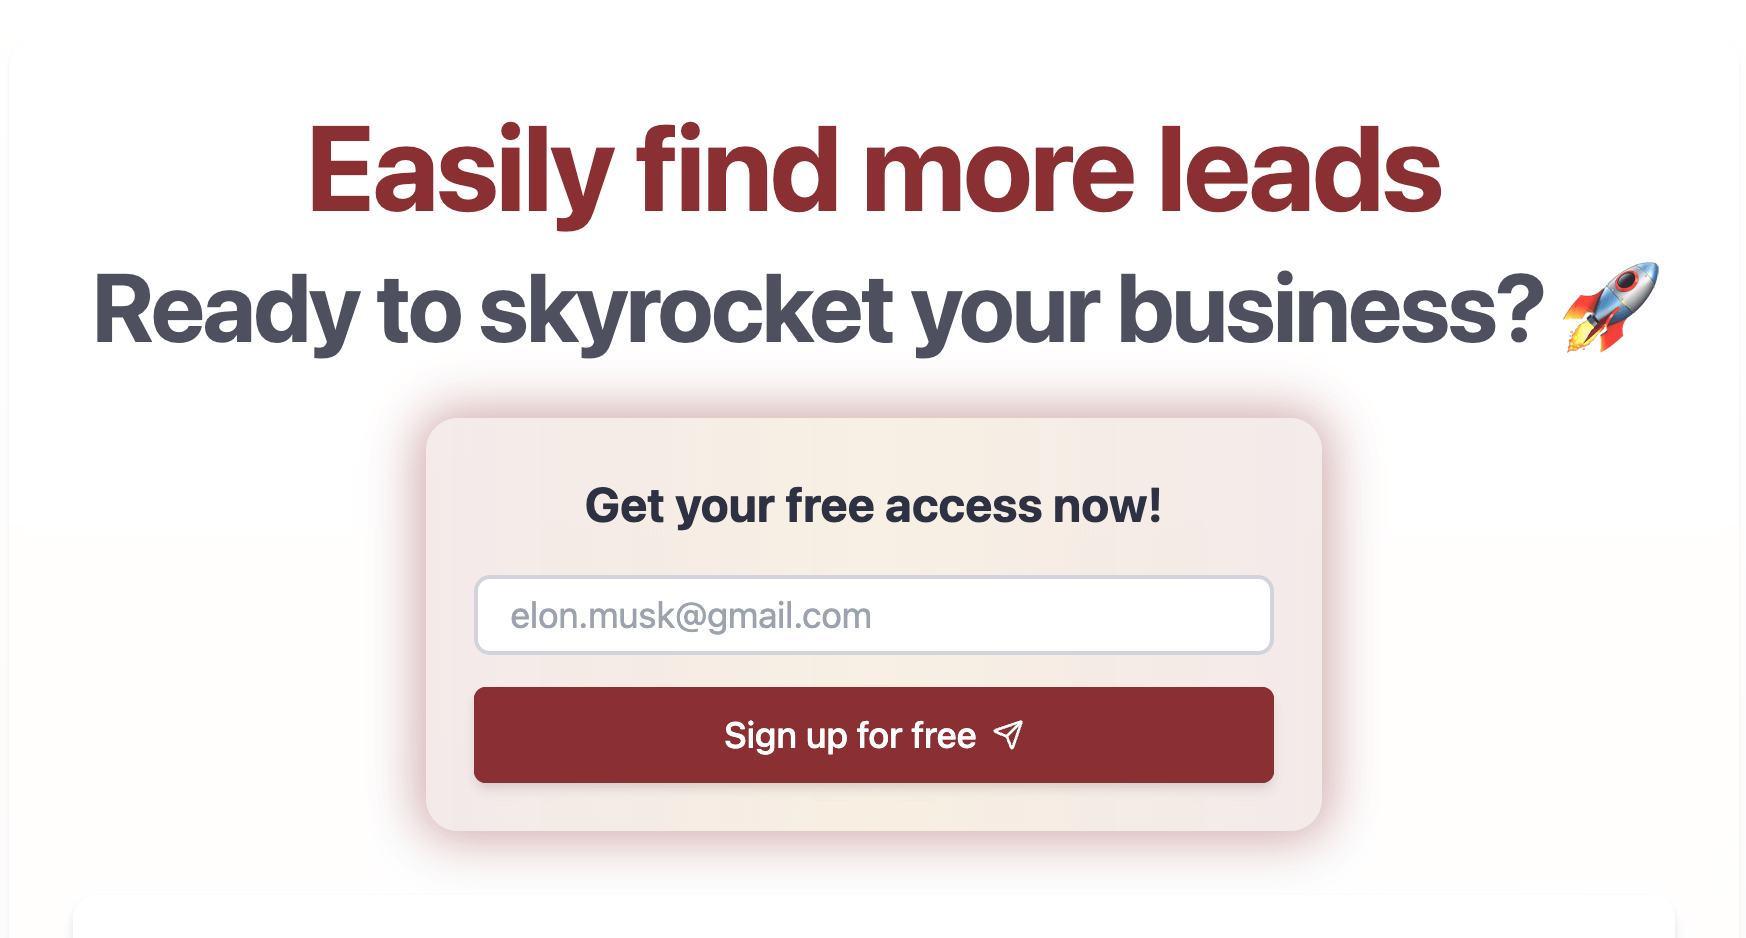 Easily find more leads
Ready to skyrocket your business? 🚀
Get your free access now!
elon.musk@gmail.com
Sign up for free